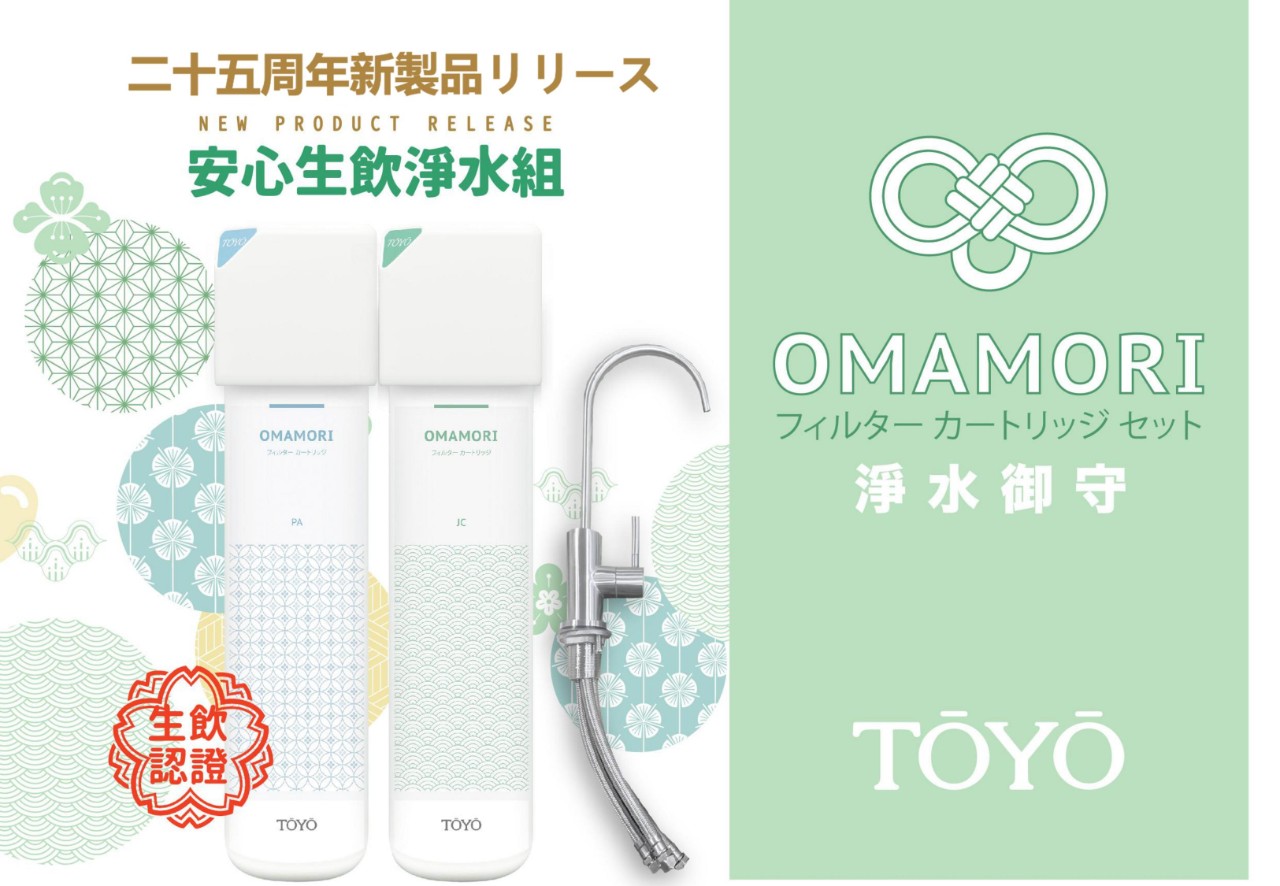 二十五周年新製品リリース
NEW PRODUCT RELEASE
安心生飲淨水組
TOYO
TOYO
OMAMORI
フィルター カートリッジ
PA
TŌYŌ
OMAMORI
フィルター カートリッジ
JC
TŌYŌ
生飲
認證
OMAMORI
フィルター カートリッジ セット
淨水御守
TŌYŌ